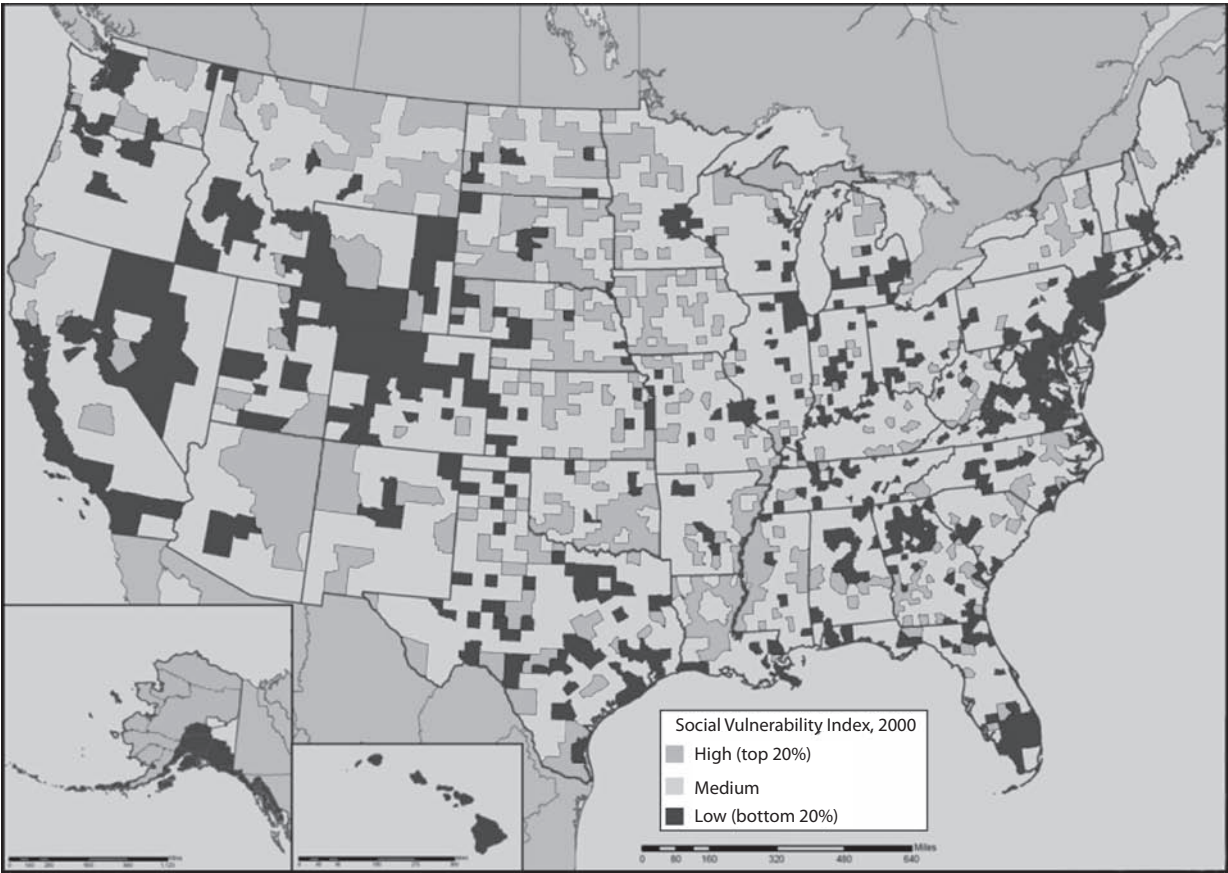 Social Vulnerability Index, 2000
High (top 20%)
Medium
Low (bottom 20%)
Miles
0 80 160 320 480 640